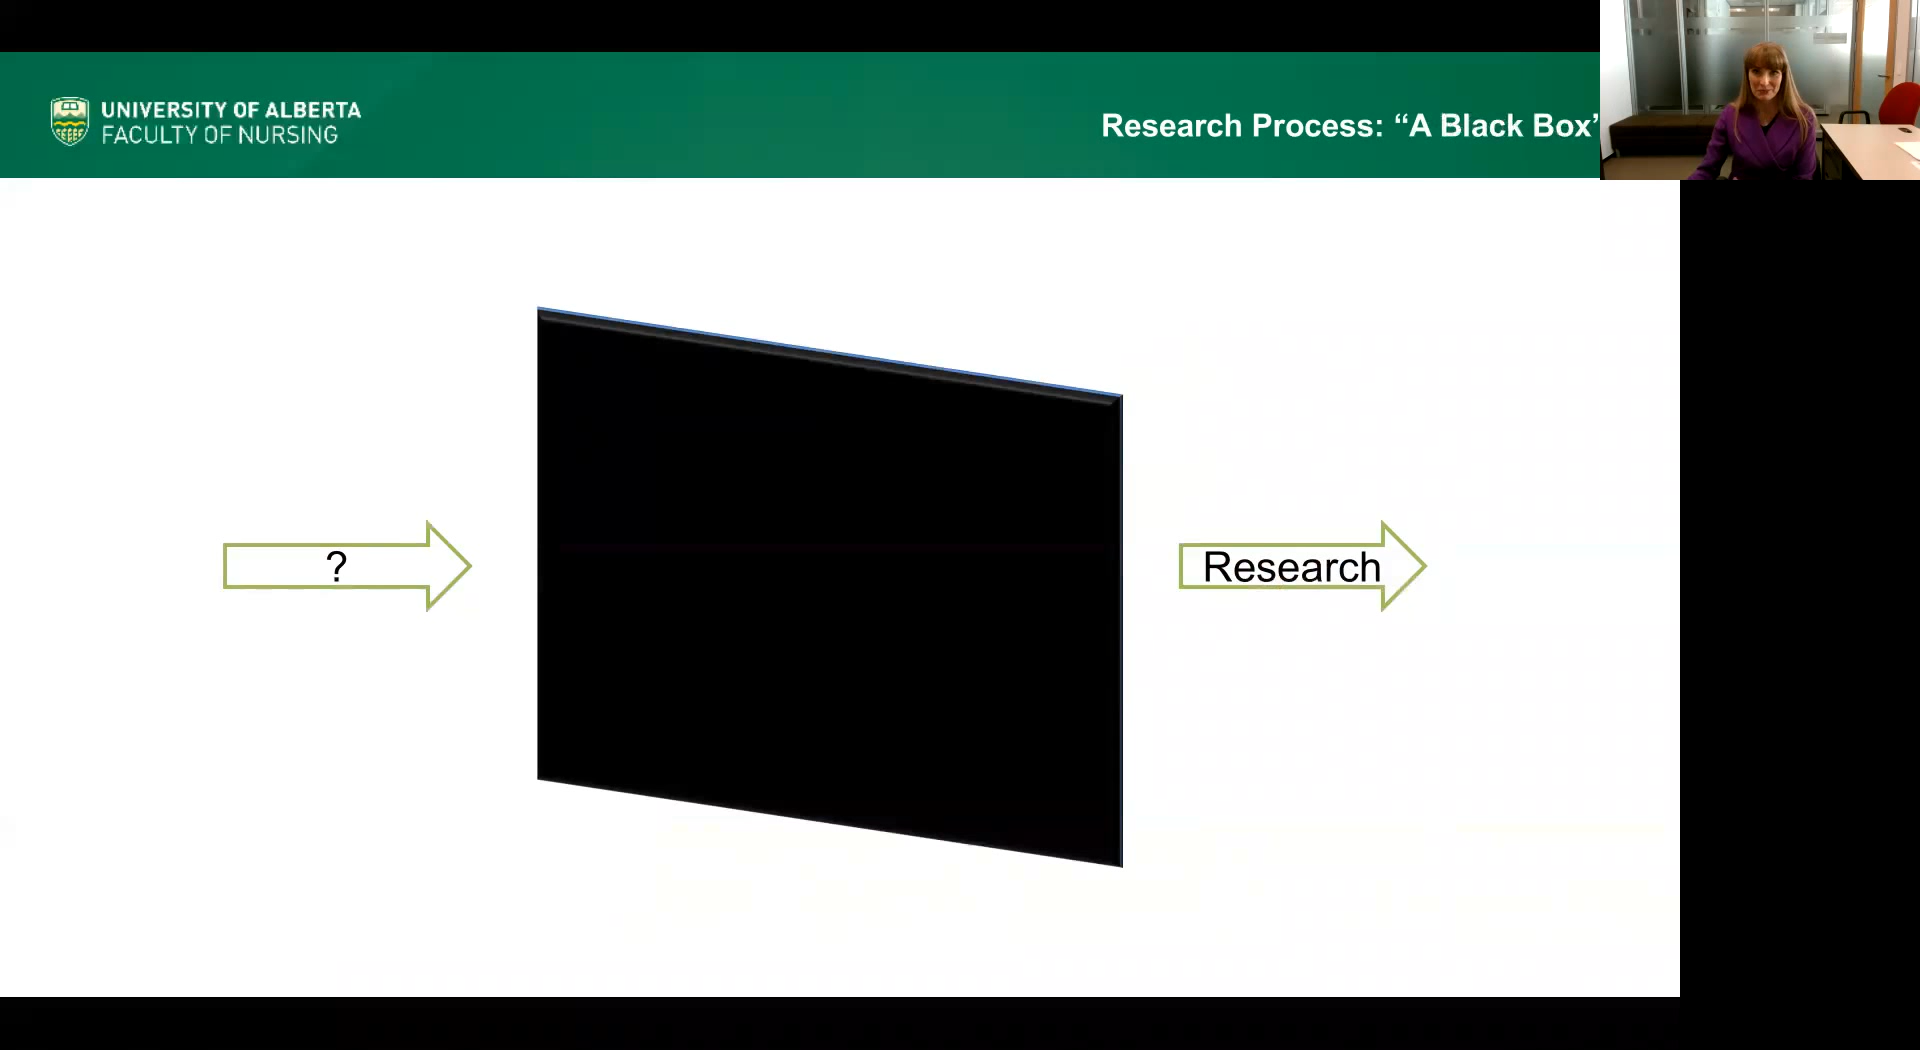 UNIVERSITY OF ALBERTA
FACULTY OF NURSING
Research Process: “A Black Box’
?
Research